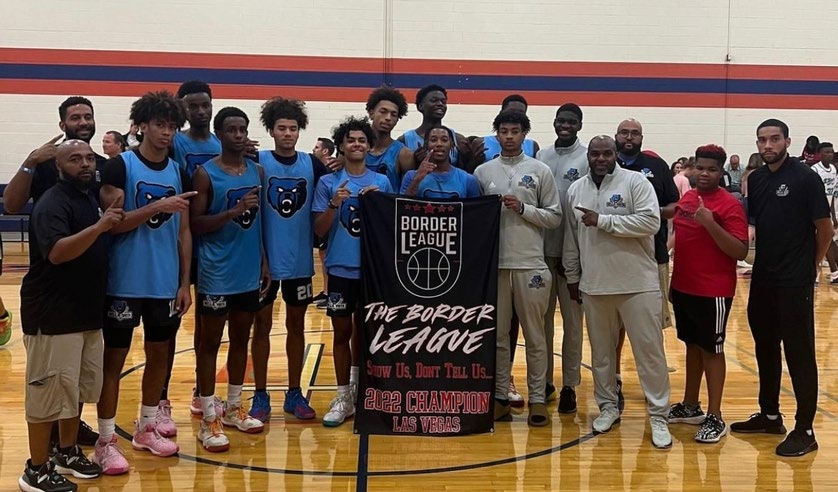 BORDER
LEAGUE
THE BORDER
LEAGUE
SHOW US, DONT TELL US...
2022 CHAMPION
LAS VEGAS
20